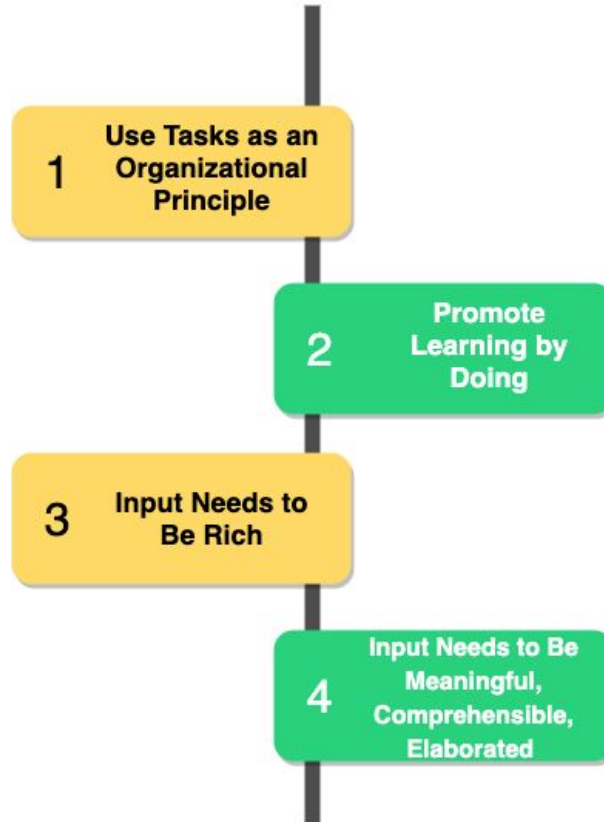 1
Use Tasks as an
Organizational
Principle
2
Promote
Learning by
Doing
3
Input Needs to
Be Rich
4
Input Needs to Be
Meaningful,
Comprehensible,
Elaborated